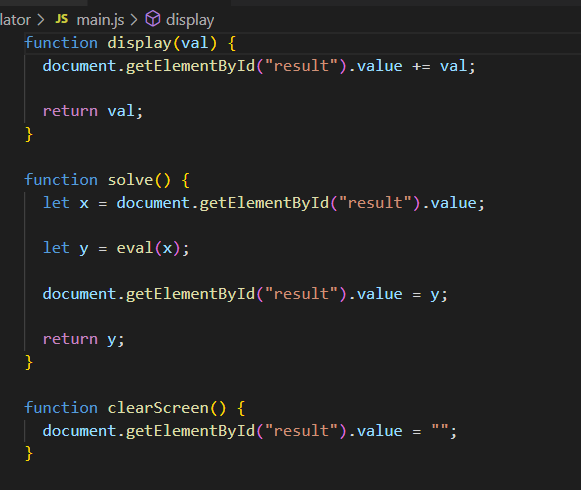 lator > JS main.js > display
function display(val) {
  document.getElementById("result").value += val;

  return val;
}

function solve() {
  let x = document.getElementById("result").value;

  let y = eval(x);

  document.getElementById("result").value = y;

  return y;
}

function clearScreen() {
  document.getElementById("result").value = "";
}